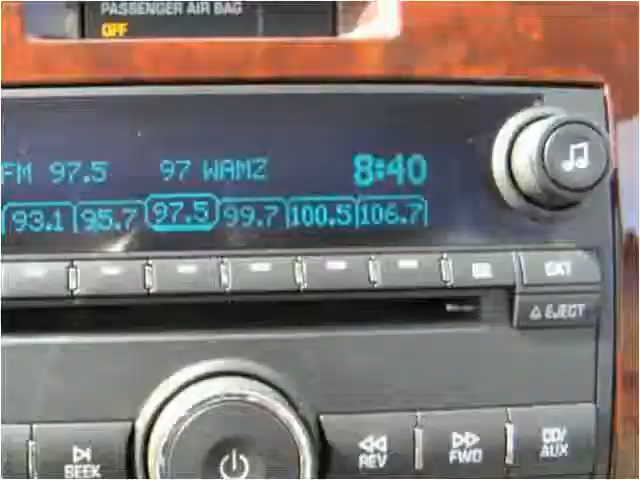 PASSENGER AIR BAG
OFF
FM 97.5 97 WAMZ 8:40
93.1 95.7 97.5 99.7 100.5 106.7
CAT
EJECT
SEEK
REV
FWD
CD/
AUX